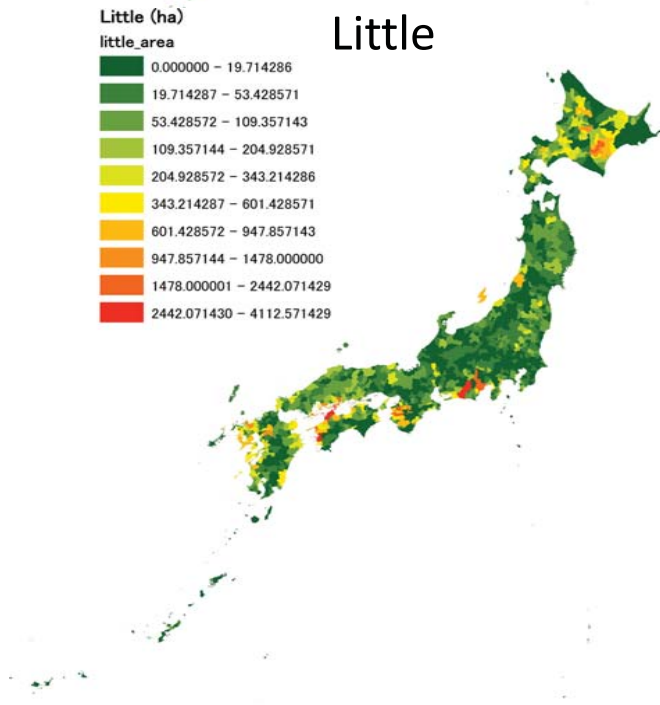 Little (ha)
Little
little_area
0.000000 – 19.714286
19.714287 – 53.428571
53.428572 – 109.357143
109.357144 – 204.928571
204.928572 – 343.214286
343.214287 – 601.428571
601.428572 – 947.857143
947.857144 – 1478.000000
1478.000001 – 2442.071429
2442.071430 – 4112.571429